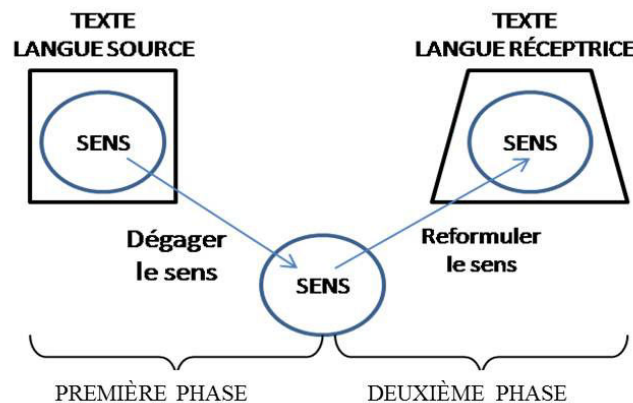 TEXTE
LANGUE SOURCE
TEXTE
LANGUE RÉCEPTRICE
SENS
SENS
Dégager
le sens
Reformuler
le sens
SENS
PREMIÈRE PHASE
DEUXIÈME PHASE